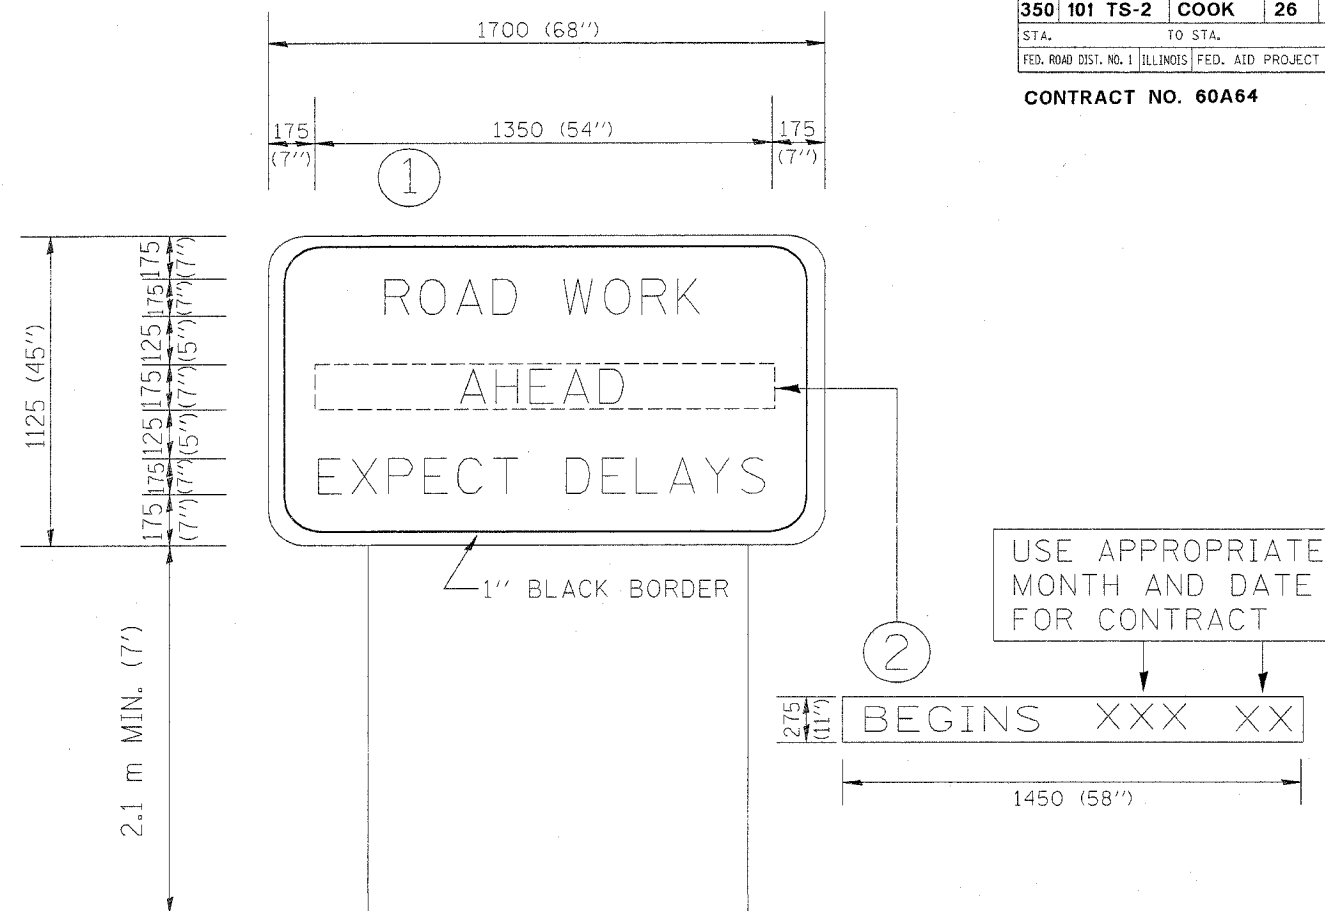 350 101 TS-2 COOK 26
STA. TO STA.
FED. ROAD DIST. NO. 1 ILLINOIS FED. AID PROJECT
CONTRACT NO. 60A64
1700 (68'')
175 (7'')
1350 (54'')
175 (7'')
1
1125 (45'')
175 (7'')
175 (7'')
125 (5'')
175 (7'')
125 (5'')
175 (7'')
175 (7'')
ROAD WORK
AHEAD
EXPECT DELAYS
1'' BLACK BORDER
2.1 m MIN. (7')
2
USE APPROPRIATE
MONTH AND DATE
FOR CONTRACT
275 (11'')
BEGINS XXX XX
1450 (58'')